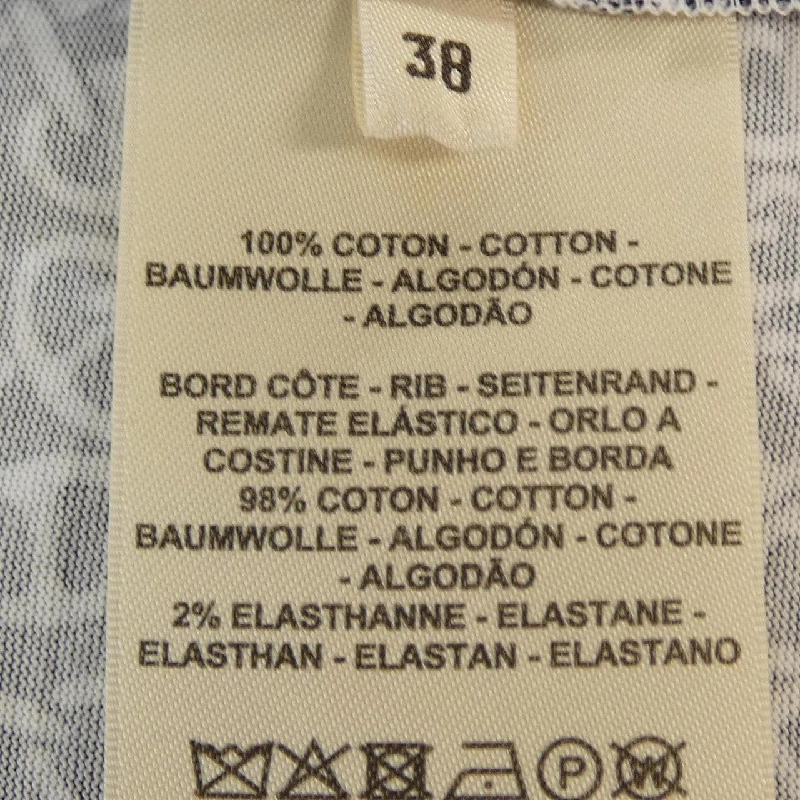 38
100% COTON - COTTON -
BAUMWOLLE - ALGODÓN - COTONE
- ALGODÃO
BORD CÔTE - RIB - SEITENRAND -
REMATE ELÁSTICO - ORLO A
COSTINE - PUNHO E BORDA
98% COTON - COTTON -
BAUMWOLLE - ALGODÓN - COTONE
- ALGODÃO
2% ELASTHANNE - ELASTANE -
ELASTHAN - ELASTAN - ELASTANO
P W